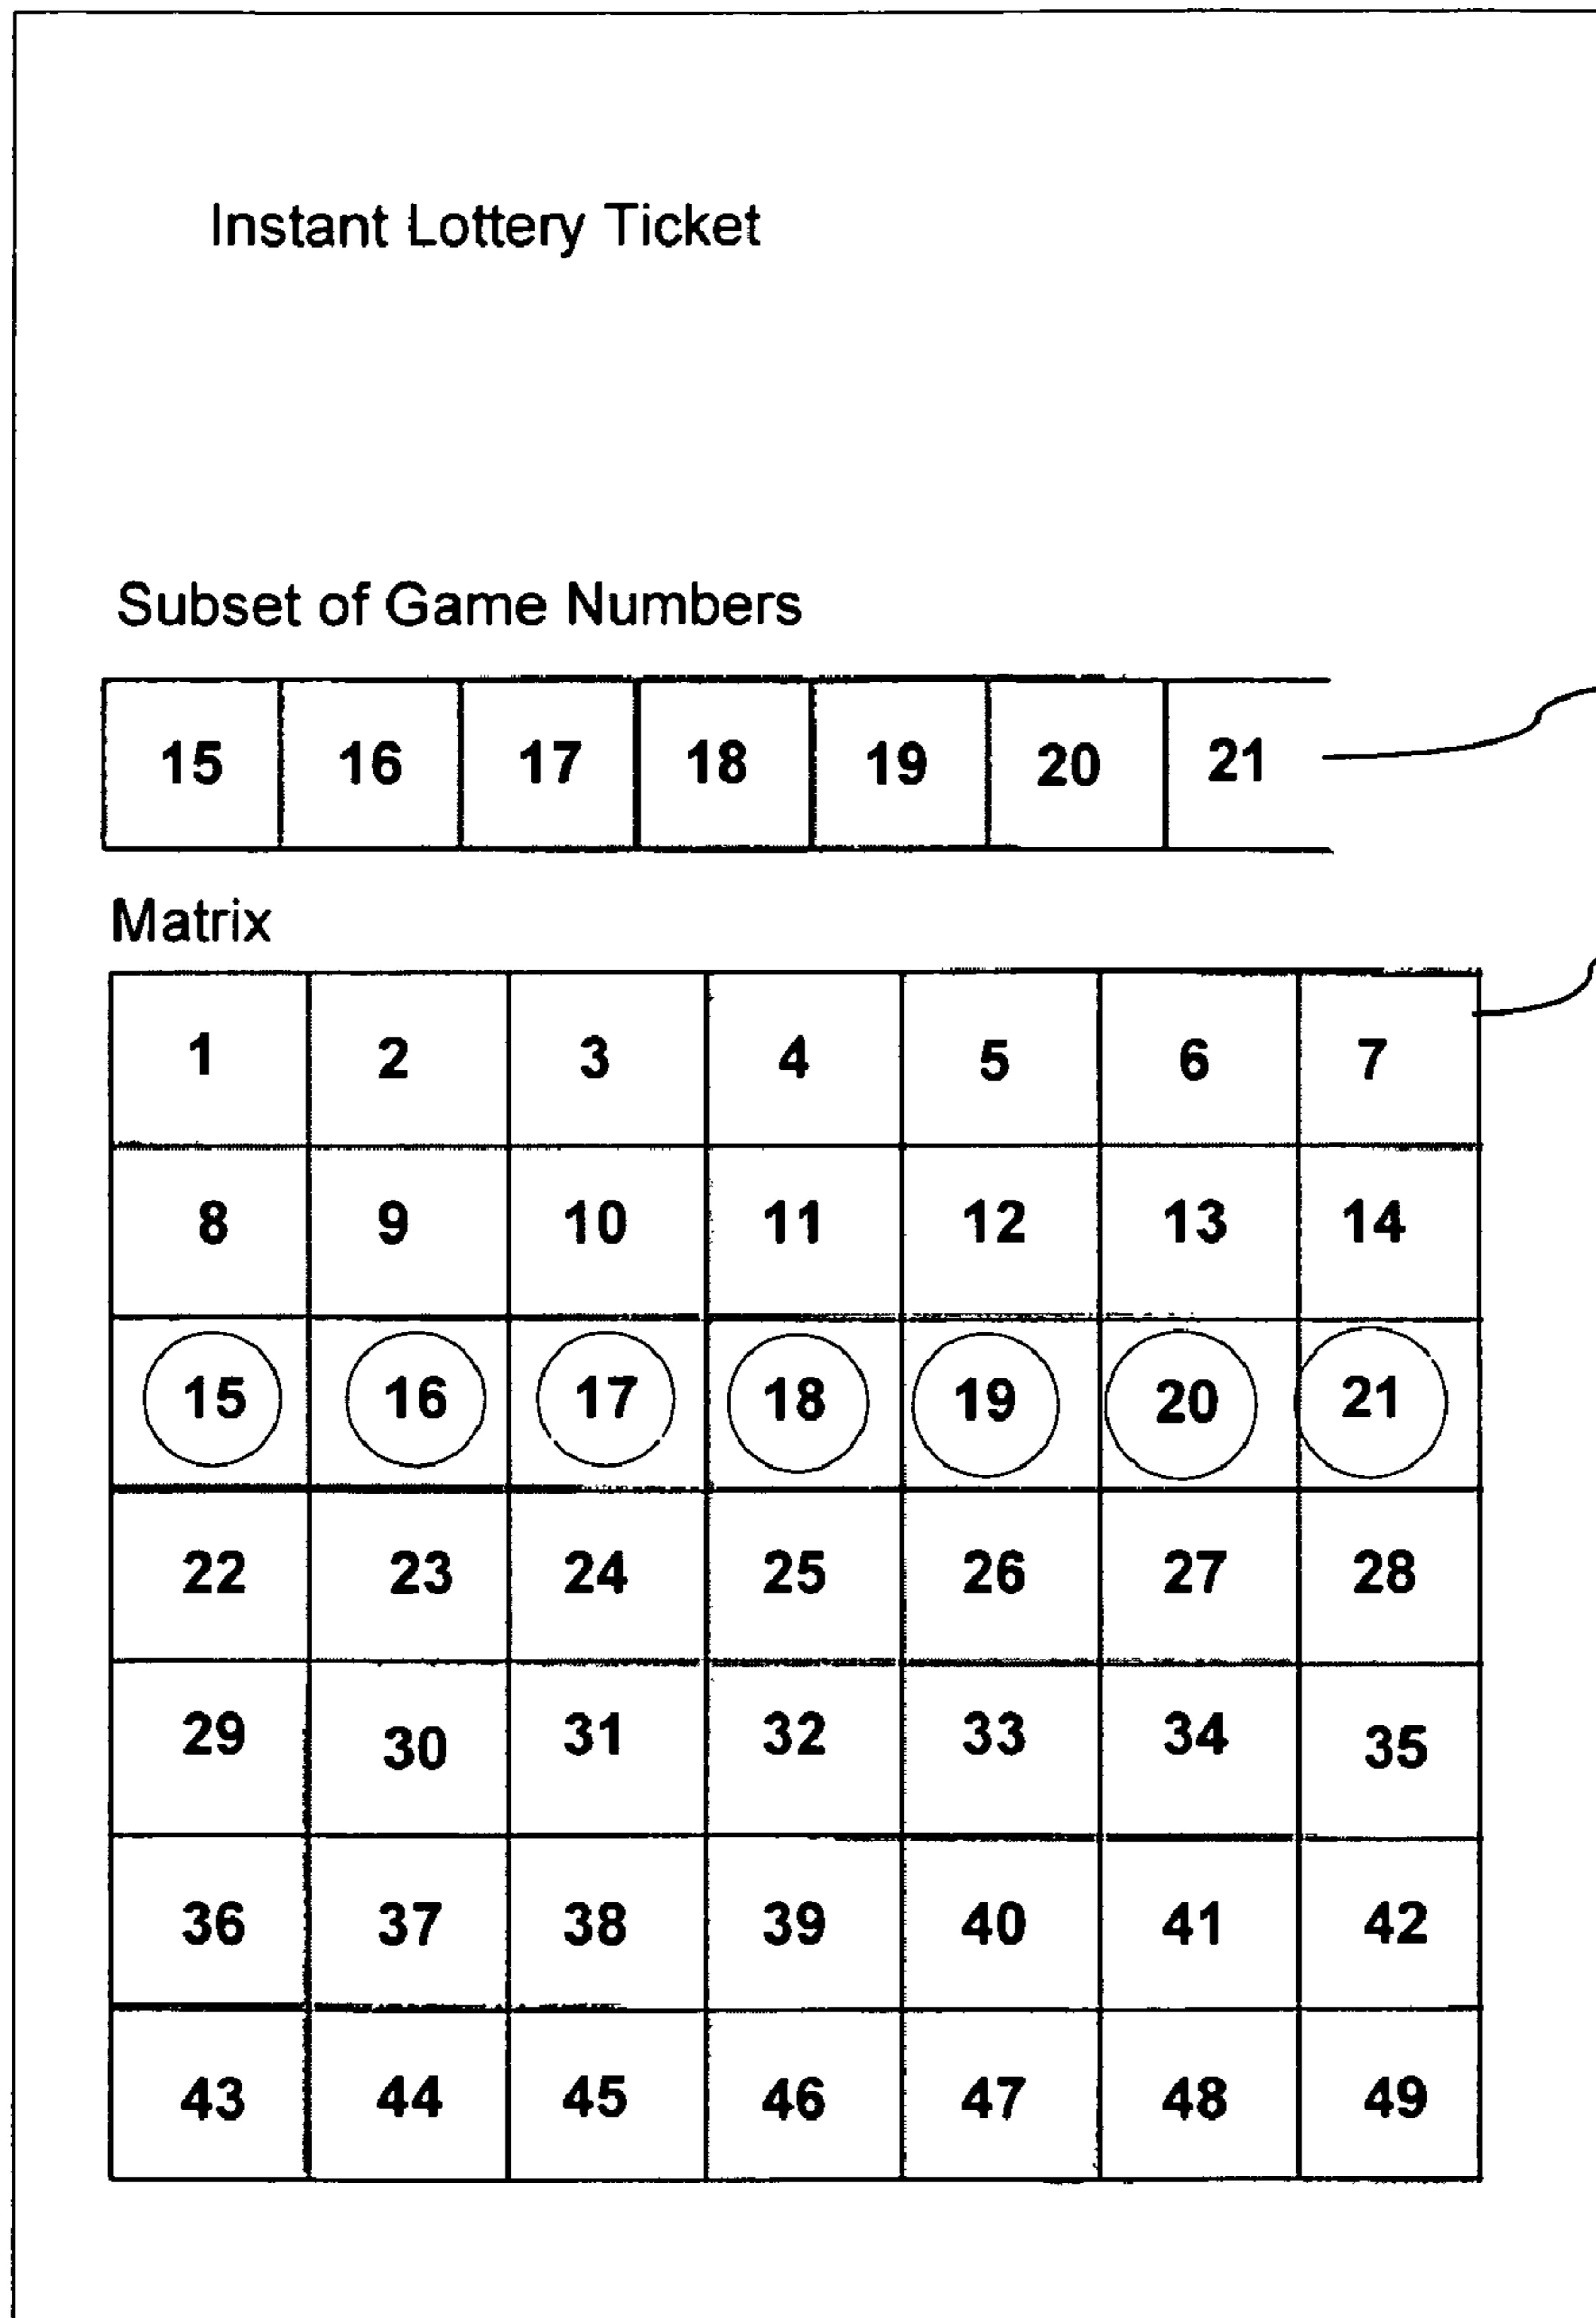 Instant Lottery Ticket
Subset of Game Numbers
15 16 17 18 19 20 21
Matrix
1 2 3 4 5 6 7
8 9 10 11 12 13 14
15 16 17 18 19 20 21
22 23 24 25 26 27 28
29 30 31 32 33 34 35
36 37 38 39 40 41 42
43 44 45 46 47 48 49